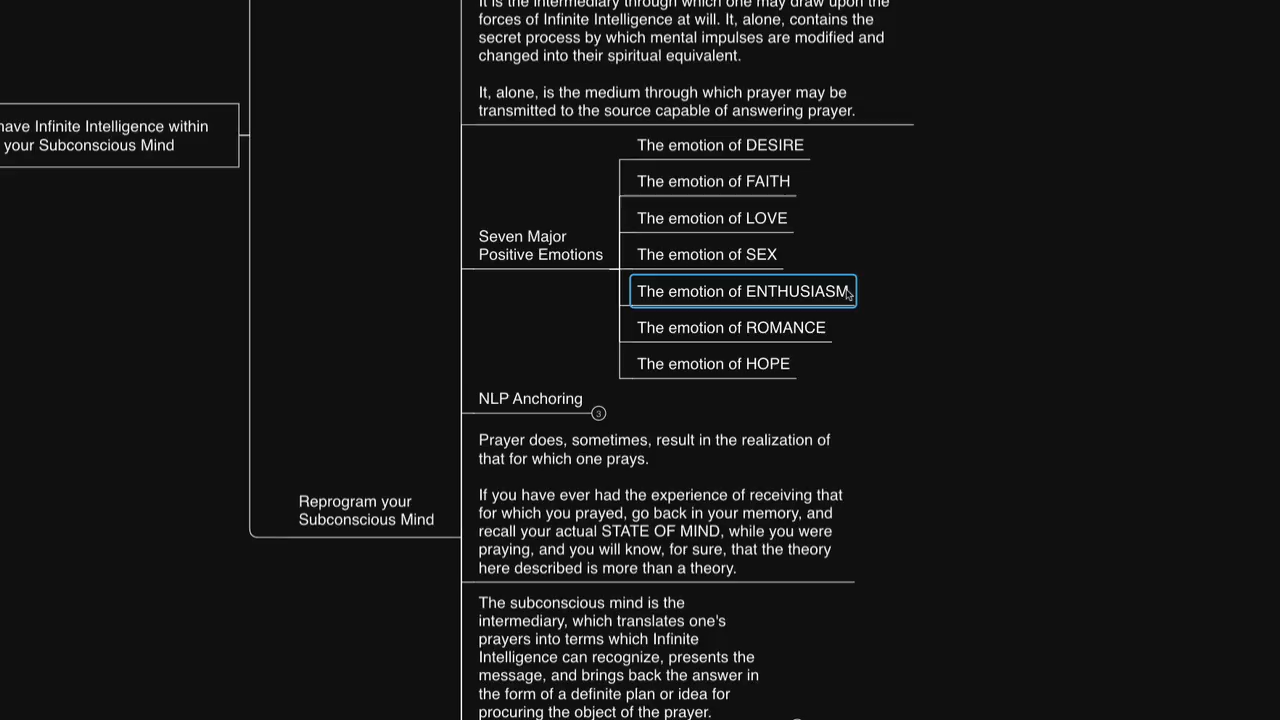 It is the intermediary through which one may draw upon the
forces of Infinite Intelligence at will. It, alone, contains the
secret process by which mental impulses are modified and
changed into their spiritual equivalent.
It, alone, is the medium through which prayer may be
transmitted to the source capable of answering prayer.
have Infinite Intelligence within
your Subconscious Mind
Seven Major
Positive Emotions
The emotion of DESIRE
The emotion of FAITH
The emotion of LOVE
The emotion of SEX
The emotion of ENTHUSIASM
The emotion of ROMANCE
The emotion of HOPE
NLP Anchoring
3
Prayer does, sometimes, result in the realization of
that for which one prays.
If you have ever had the experience of receiving that
for which you prayed, go back in your memory, and
recall your actual STATE OF MIND, while you were
praying, and you will know, for sure, that the theory
here described is more than a theory.
Reprogram your
Subconscious Mind
The subconscious mind is the
intermediary, which translates one's
prayers into terms which Infinite
Intelligence can recognize, presents the
message, and brings back the answer in
the form of a definite plan or idea for
procuring the object of the prayer.